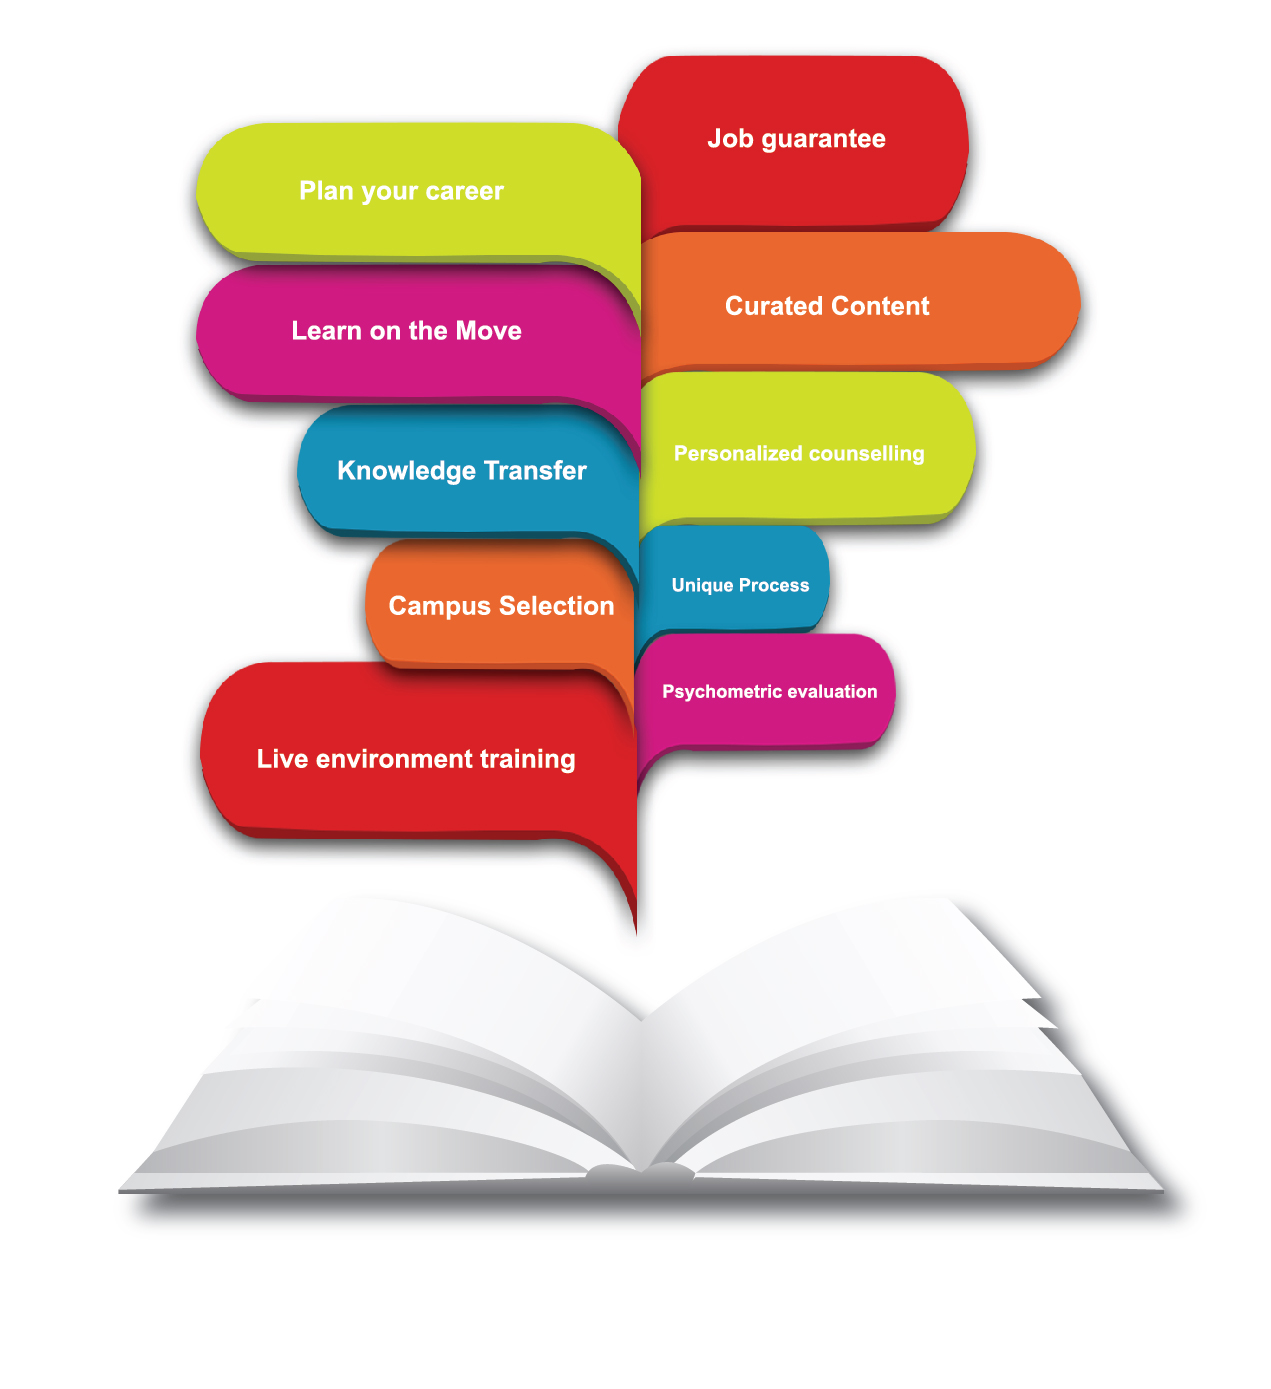 Job guarantee
Plan your career
Curated Content
Learn on the Move
Personalized counselling
Knowledge Transfer
Unique Process
Campus Selection
Psychometric evaluation
Live environment training